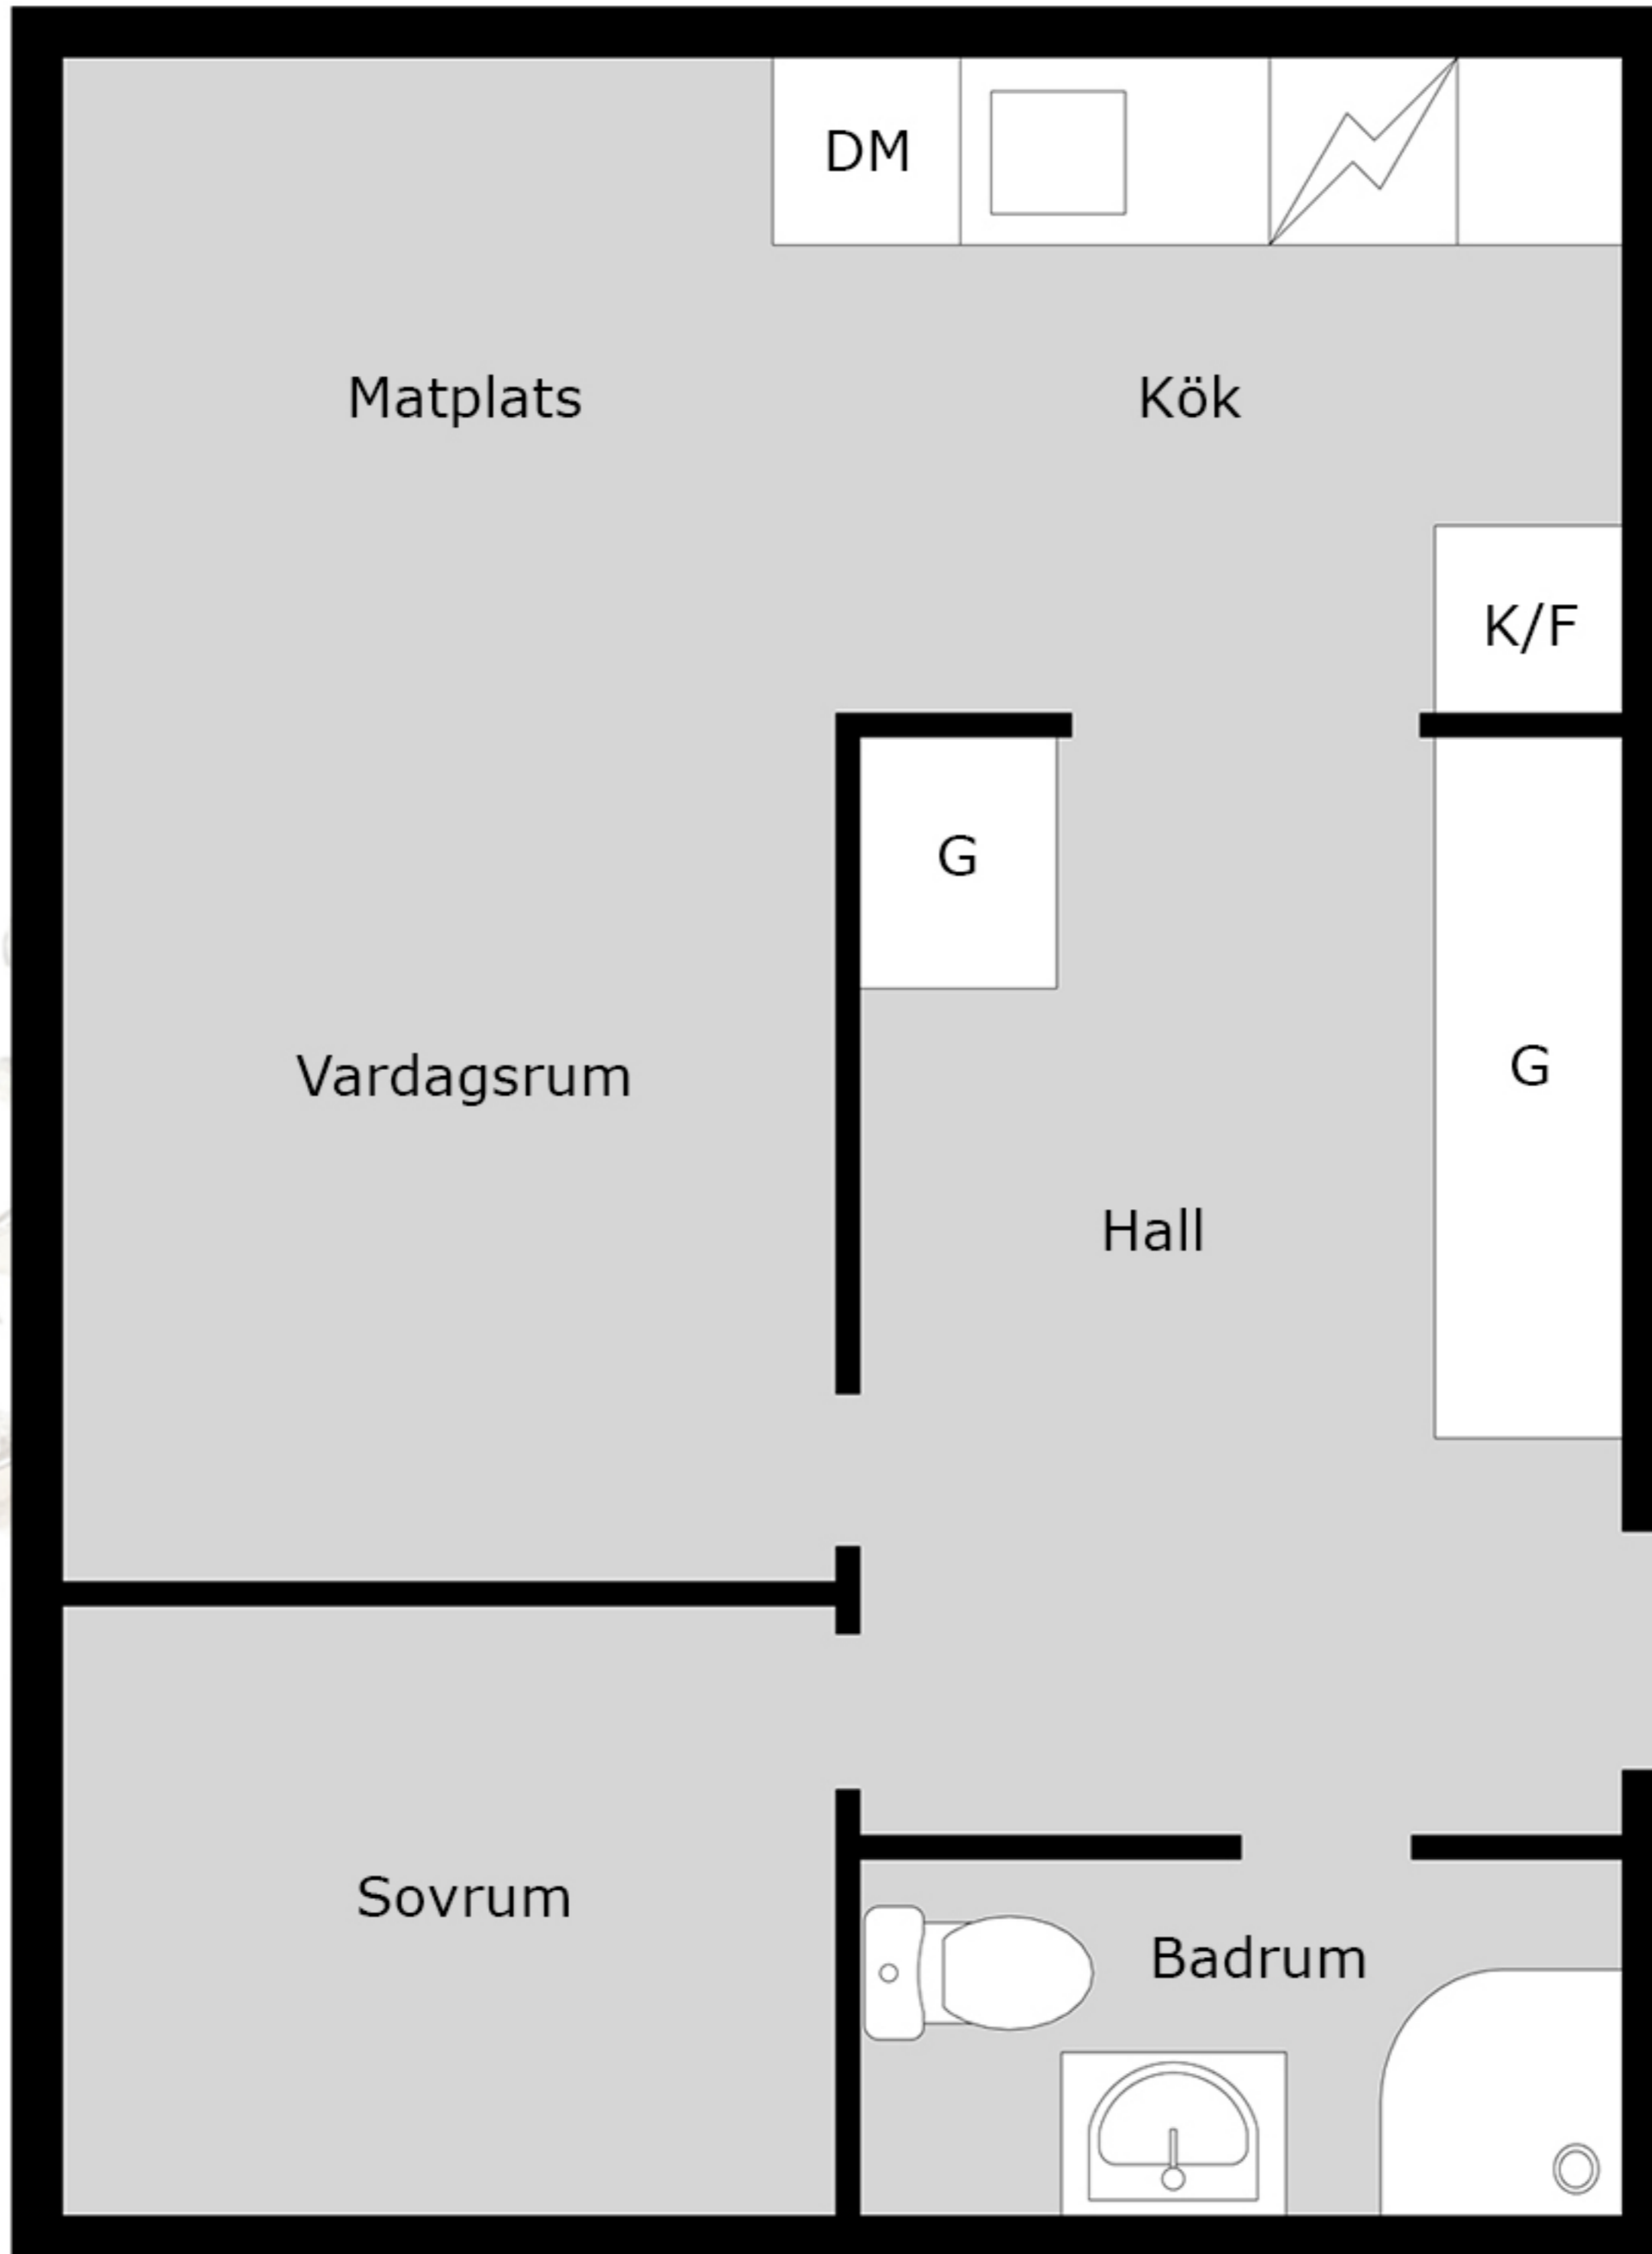 DM
Matplats
Kök
K/F
G
G
Vardagsrum
Hall
Sovrum
Badrum